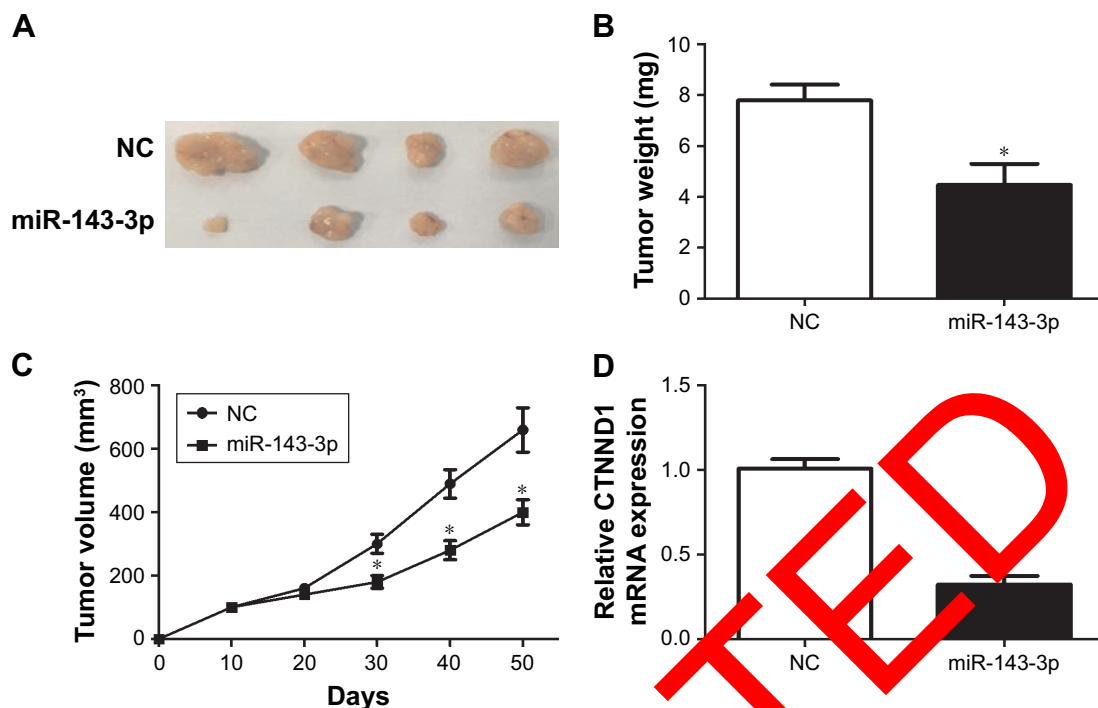 A
NC
miR-143-3p
B
Tumor weight (mg)
10
8
6
4
2
0
*
NC
miR-143-3p
C
Tumor volume (mm³)
800
600
400
200
0
NC
miR-143-3p
*
*
*
0 10 20 30 40 50
Days
D
Relative CTNND1
mRNA expression
1.5
1.0
0.5
0.0
NC
miR-143-3p
TED